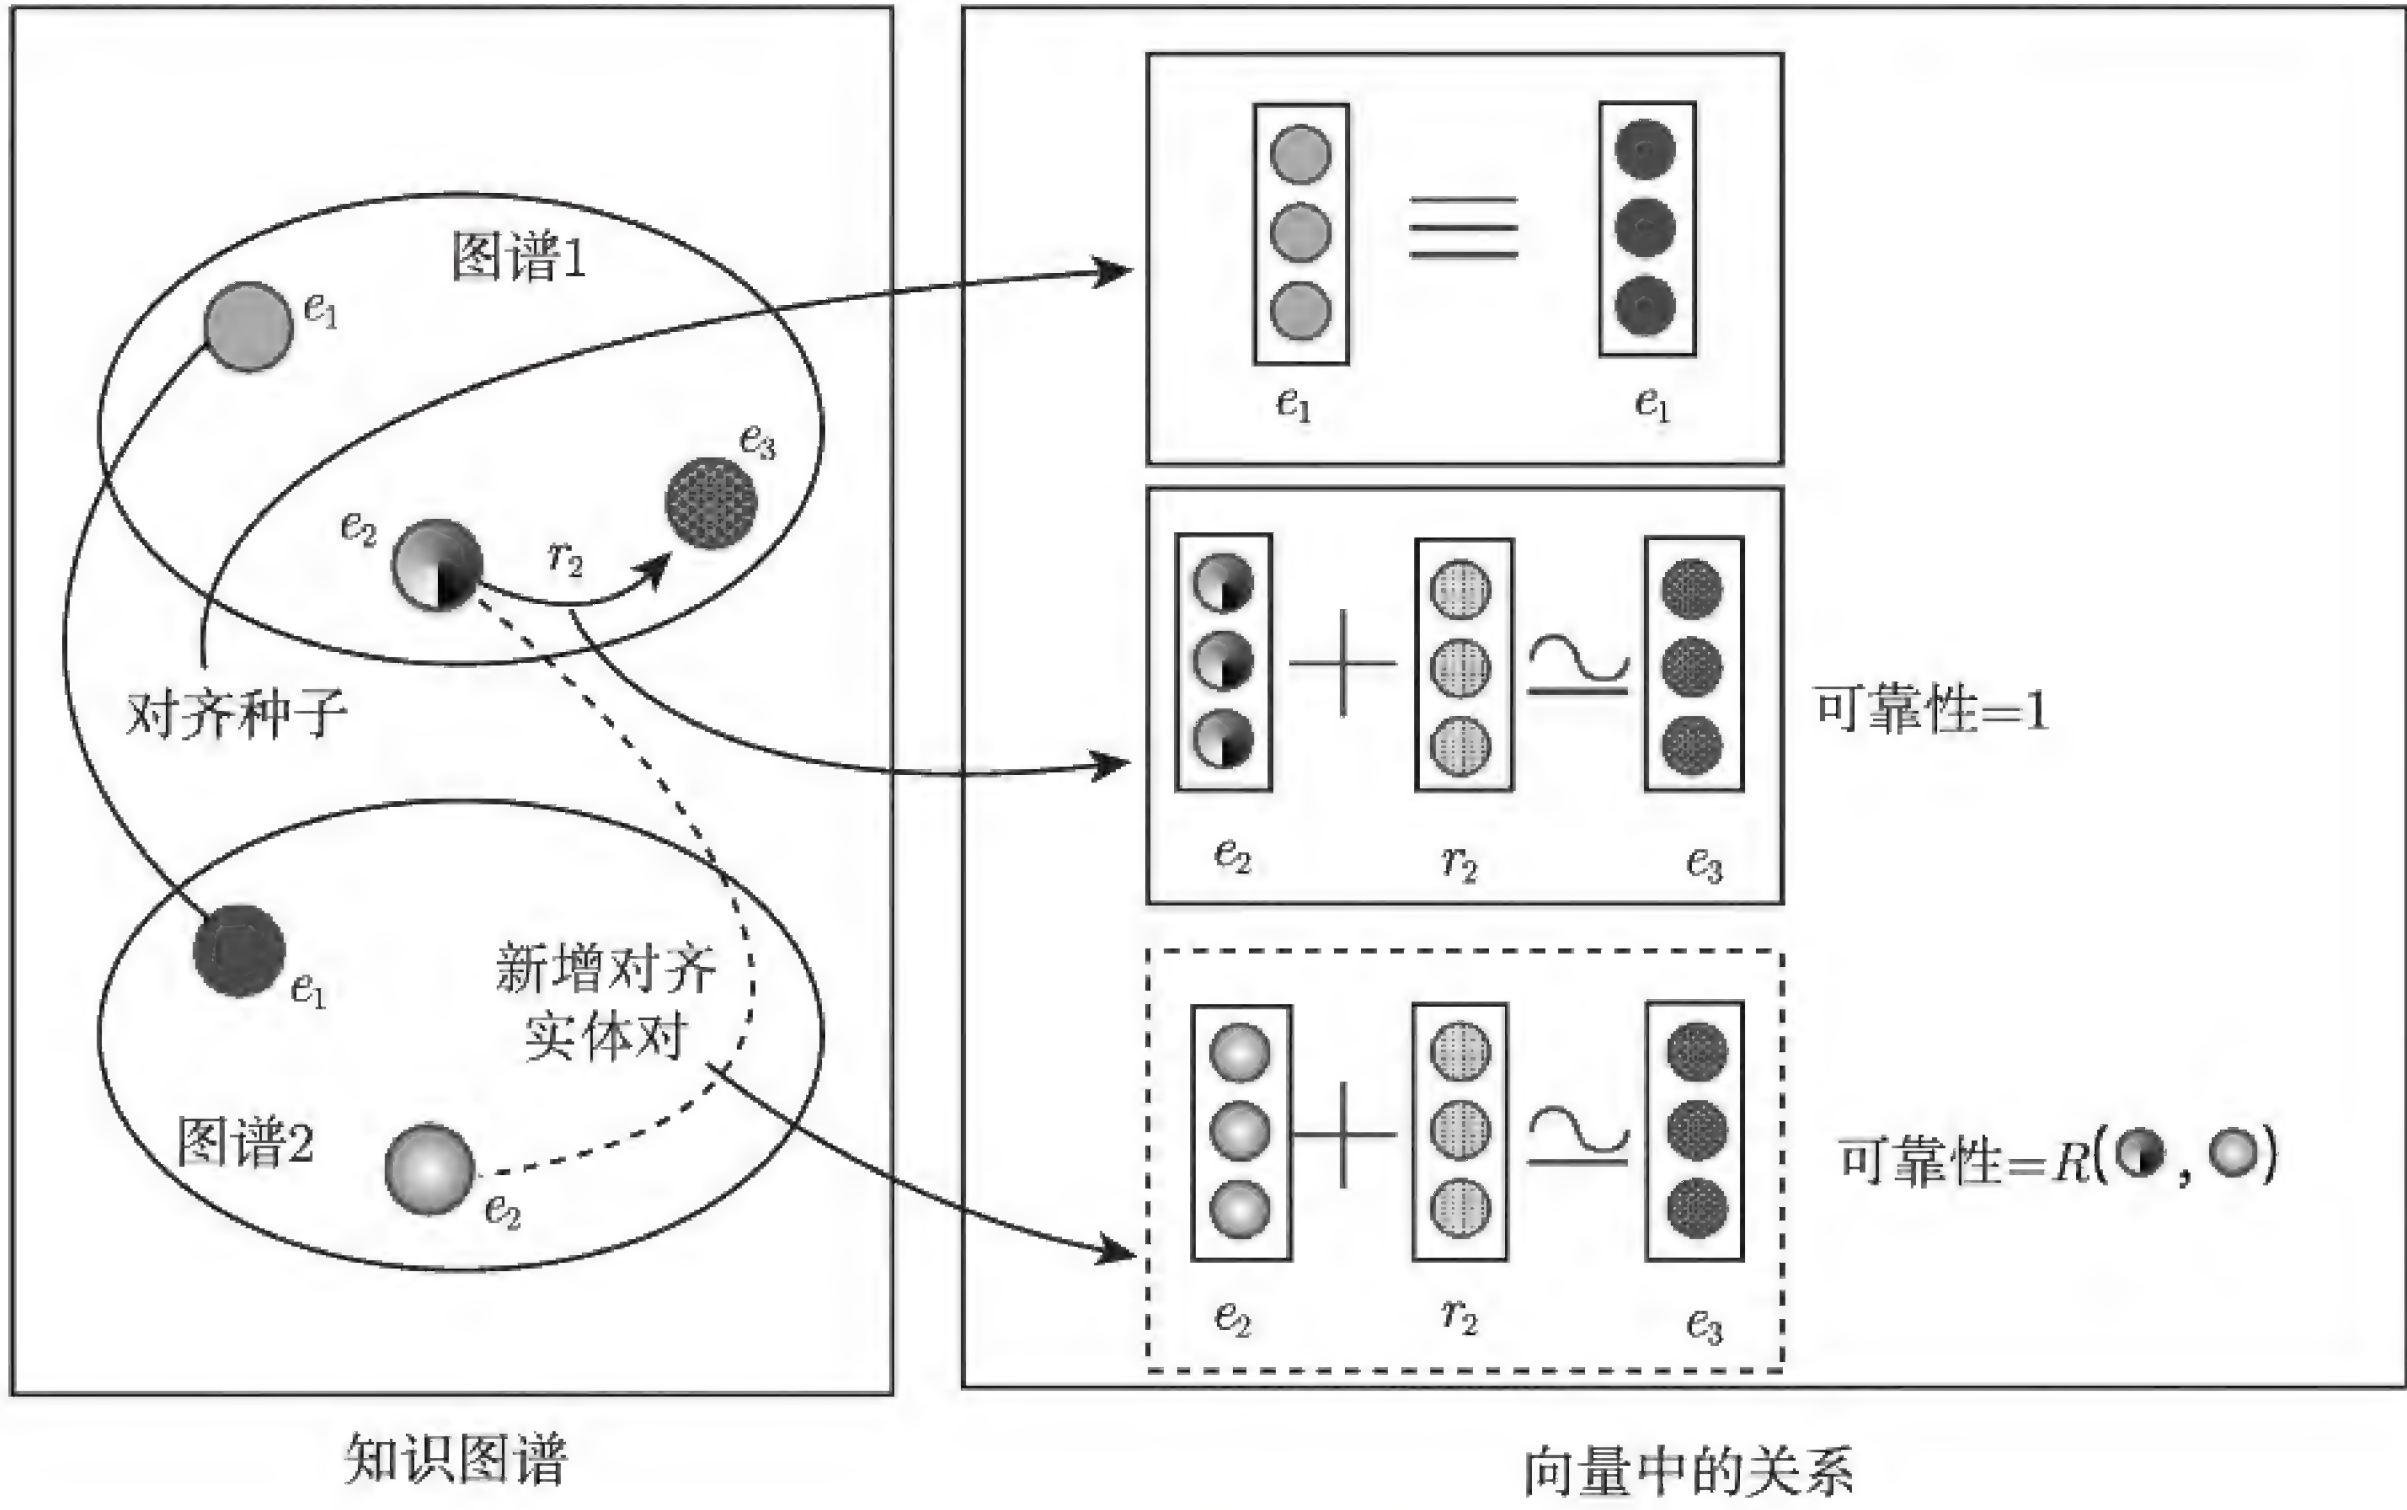 图谱1
e₁
e₃
e₂
r₂
对齐种子
e₁
新增对齐
实体对
图谱2
e₂
知识图谱
e₁ ≡ e₁
e₂ + r₂ ≃ e₃
可靠性=1
e₂ + r₂ ≃ e₃
可靠性=R( , )
向量中的关系